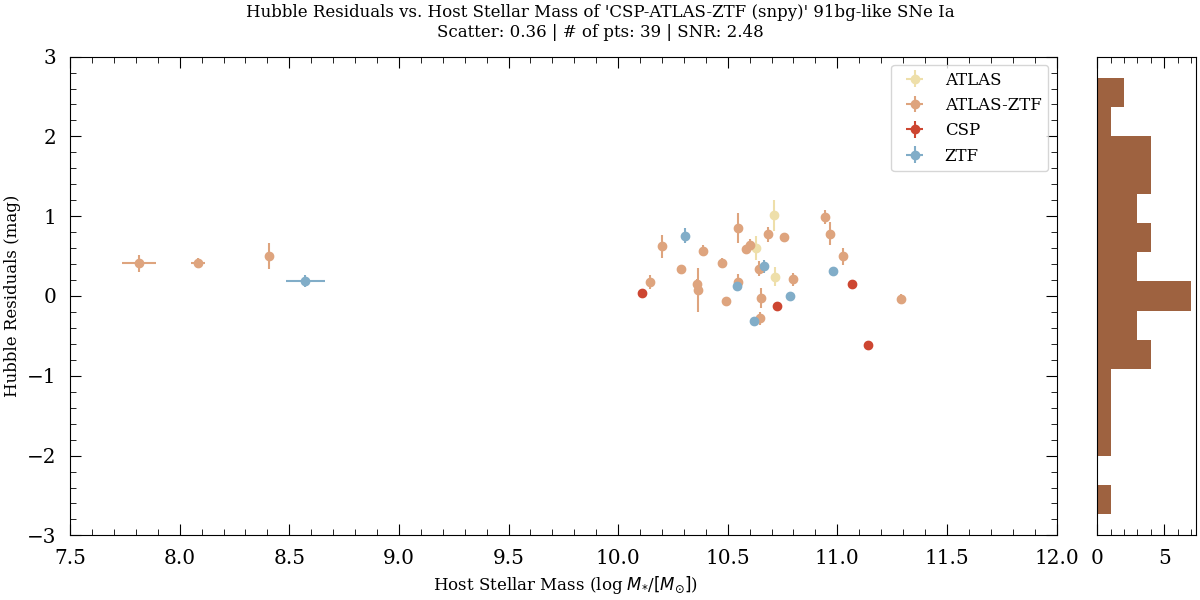 Hubble Residuals vs. Host Stellar Mass of 'CSP-ATLAS-ZTF (snpy)' 91bg-like SNe Ia
Scatter: 0.36 | # of pts: 39 | SNR: 2.48
ATLAS
ATLAS-ZTF
CSP
ZTF
Hubble Residuals (mag)
3
2
1
0
−1
−2
−3
7.5 8.0 8.5 9.0 9.5 10.0 10.5 11.0 11.5 12.0
0 5
Host Stellar Mass (log M*/[M⊙])